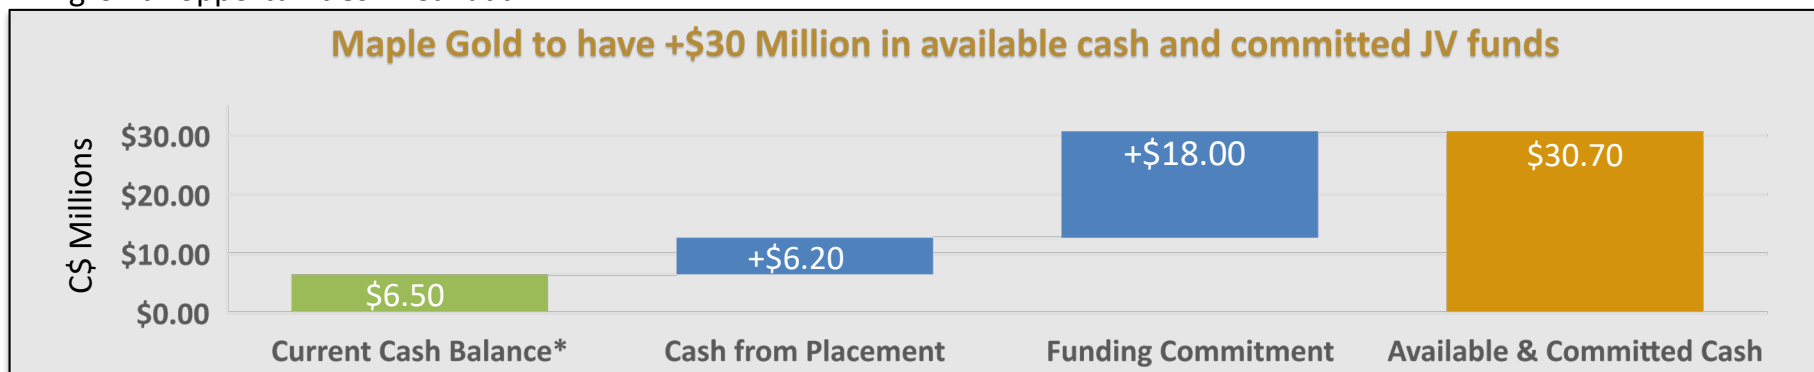 Maple Gold to have +$30 Million in available cash and committed JV funds
C$ Millions
$30.00
$20.00
$10.00
$0.00
$6.50
+$6.20
+$18.00
$30.70
Current Cash Balance*
Cash from Placement
Funding Commitment
Available & Committed Cash